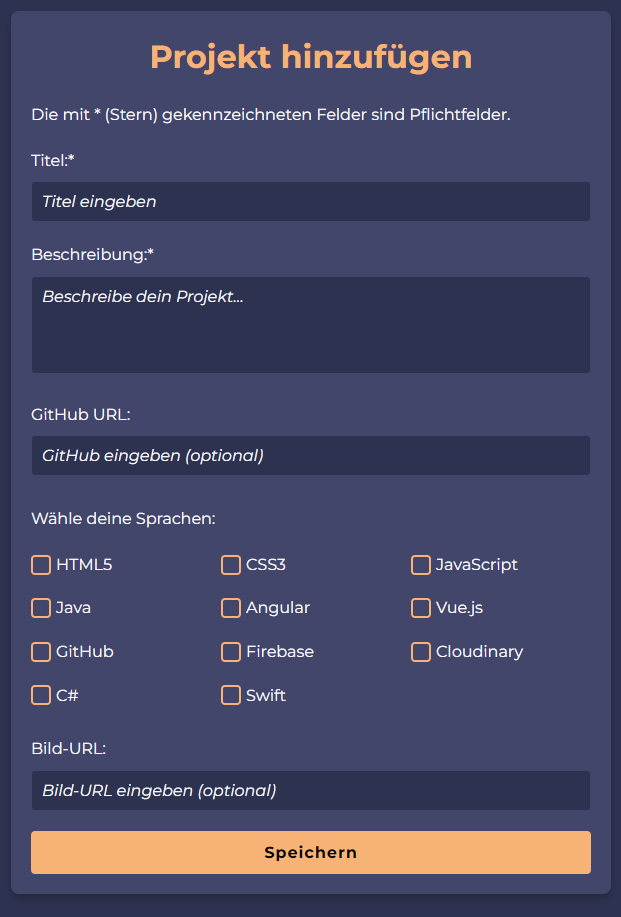 Projekt hinzufügen
Die mit * (Stern) gekennzeichneten Felder sind Pflichtfelder.
Titel:*
Titel eingeben
Beschreibung:*
Beschreibe dein Projekt...
GitHub URL:
GitHub eingeben (optional)
Wähle deine Sprachen:
HTML5 CSS3 JavaScript
Java Angular Vue.js
GitHub Firebase Cloudinary
C# Swift
Bild-URL:
Bild-URL eingeben (optional)
Speichern